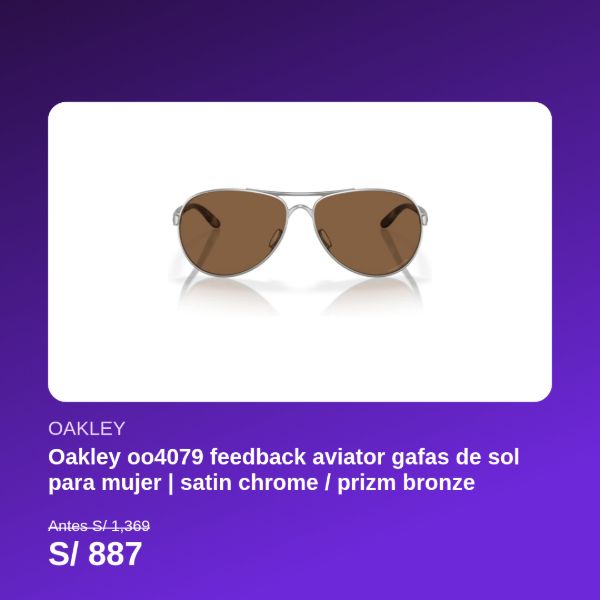 OAKLEY
Oakley oo4079 feedback aviator gafas de sol
para mujer | satin chrome / prizm bronze
Antes S/ 1,369
S/ 887